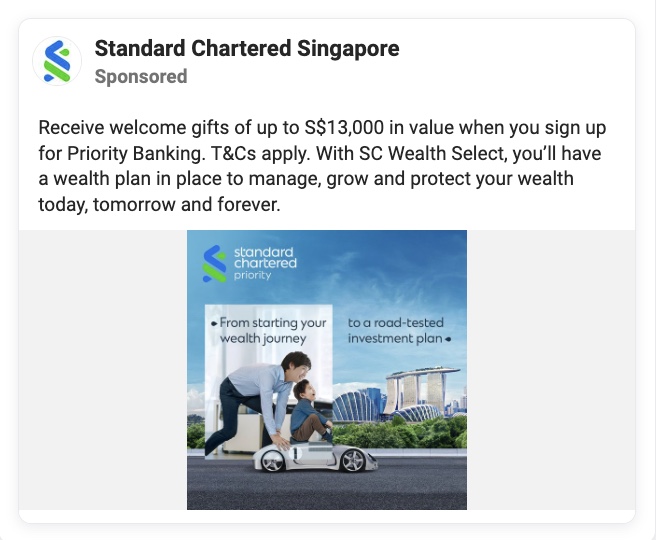 Standard Chartered Singapore
Sponsored
Receive welcome gifts of up to S$13,000 in value when you sign up
for Priority Banking. T&Cs apply. With SC Wealth Select, you’ll have
a wealth plan in place to manage, grow and protect your wealth
today, tomorrow and forever.
standard
chartered
priority
From starting your
wealth journey
to a road-tested
investment plan